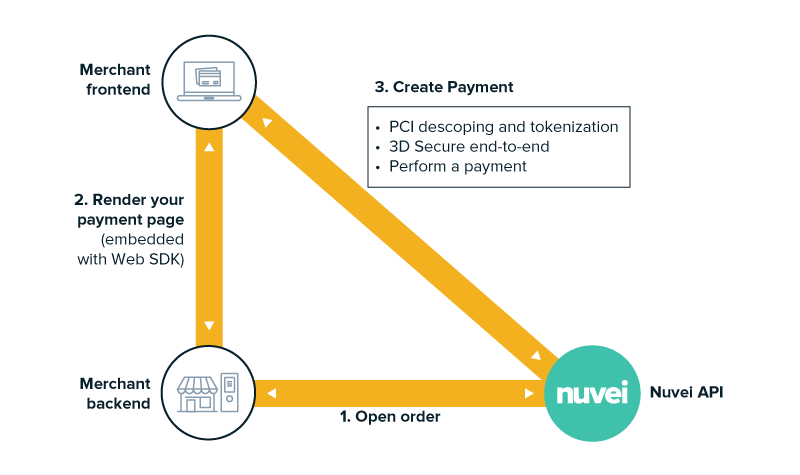 Merchant
frontend
3. Create Payment
• PCI descoping and tokenization
• 3D Secure end-to-end
• Perform a payment
2. Render your
payment page
(embedded
with Web SDK)
Merchant
backend
1. Open order
nuvei
Nuvei API